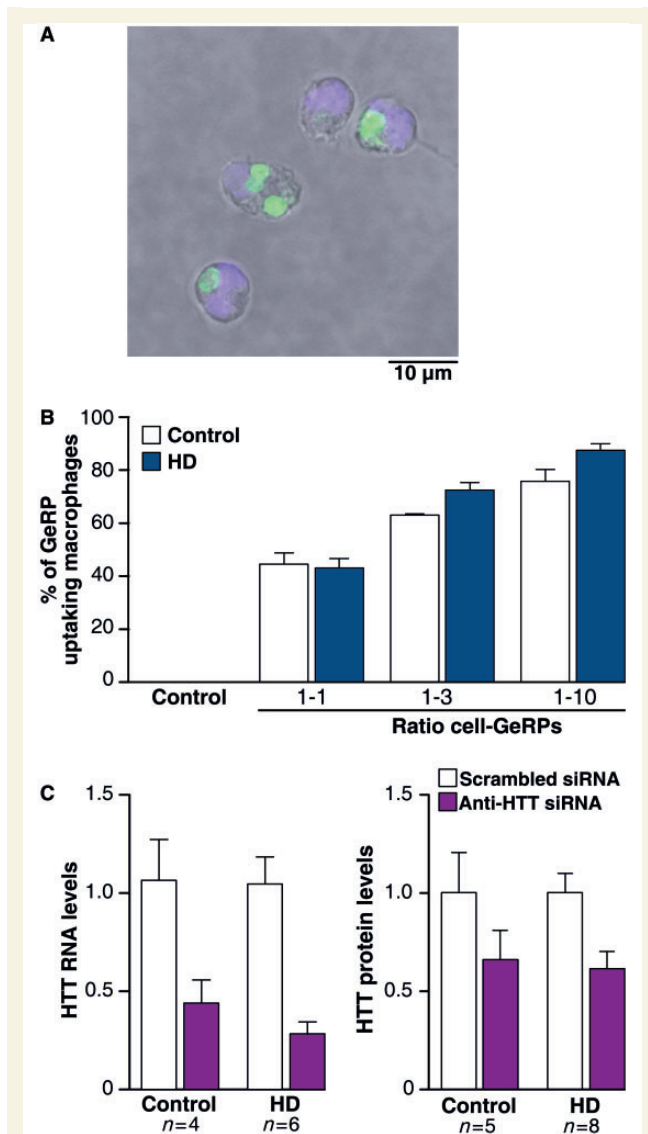 A
10 µm
B
% of GeRP
uptaking macrophages
100
80
60
40
20
0
Control
HD
Control
1-1
1-3
1-10
Ratio cell-GeRPs
C
HTT RNA levels
1.5
1.0
0.5
0
Control
HD
n=4
n=6
Scrambled siRNA
Anti-HTT siRNA
HTT protein levels
1.5
1.0
0.5
0
Control
HD
n=5
n=8